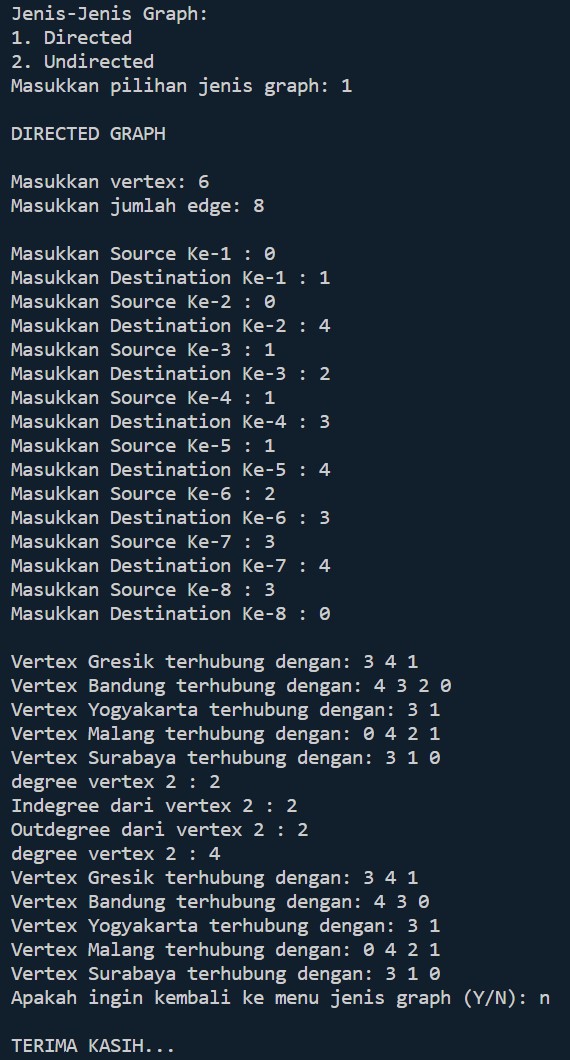 Jenis-Jenis Graph:
1. Directed
2. Undirected
Masukkan pilihan jenis graph: 1
DIRECTED GRAPH
Masukkan vertex: 6
Masukkan jumlah edge: 8
Masukkan Source Ke-1 : 0
Masukkan Destination Ke-1 : 1
Masukkan Source Ke-2 : 0
Masukkan Destination Ke-2 : 4
Masukkan Source Ke-3 : 1
Masukkan Destination Ke-3 : 2
Masukkan Source Ke-4 : 1
Masukkan Destination Ke-4 : 3
Masukkan Source Ke-5 : 1
Masukkan Destination Ke-5 : 4
Masukkan Source Ke-6 : 2
Masukkan Destination Ke-6 : 3
Masukkan Source Ke-7 : 3
Masukkan Destination Ke-7 : 4
Masukkan Source Ke-8 : 3
Masukkan Destination Ke-8 : 0
Vertex Gresik terhubung dengan: 3 4 1
Vertex Bandung terhubung dengan: 4 3 2 0
Vertex Yogyakarta terhubung dengan: 3 1
Vertex Malang terhubung dengan: 0 4 2 1
Vertex Surabaya terhubung dengan: 3 1 0
degree vertex 2 : 2
Indegree dari vertex 2 : 2
Outdegree dari vertex 2 : 2
degree vertex 2 : 4
Vertex Gresik terhubung dengan: 3 4 1
Vertex Bandung terhubung dengan: 4 3 0
Vertex Yogyakarta terhubung dengan: 3 1
Vertex Malang terhubung dengan: 0 4 2 1
Vertex Surabaya terhubung dengan: 3 1 0
Apakah ingin kembali ke menu jenis graph (Y/N): n
TERIMA KASIH...